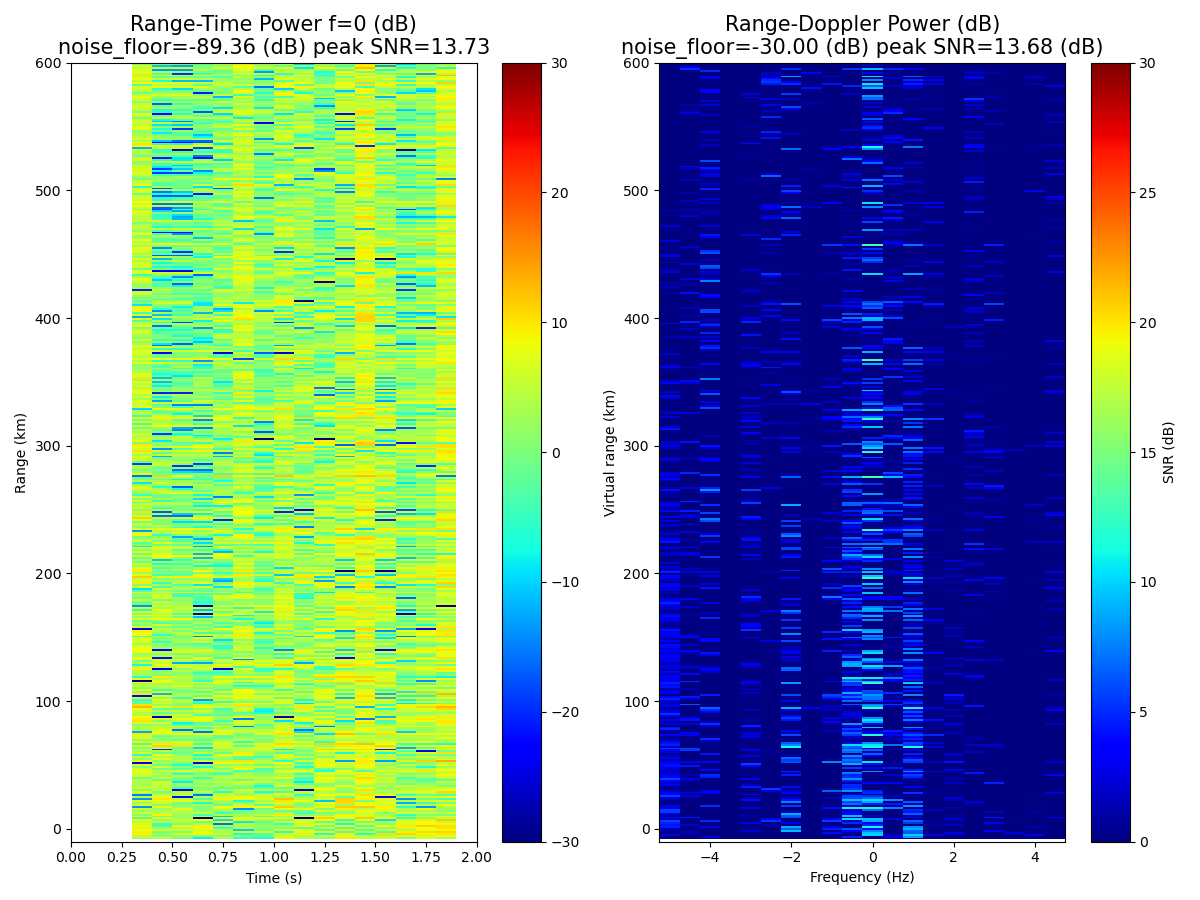 Range-Time Power f=0 (dB)
noise_floor=-89.36 (dB) peak SNR=13.73
600
500
400
300
200
100
0
Range (km)
0.00 0.25 0.50 0.75 1.00 1.25 1.50 1.75 2.00
Time (s)
30
20
10
0
−10
−20
−30
Range-Doppler Power (dB)
noise_floor=-30.00 (dB) peak SNR=13.68 (dB)
600
500
400
300
200
100
0
Virtual range (km)
−4 −2 0 2 4
Frequency (Hz)
30
25
20
15
10
5
0
SNR (dB)